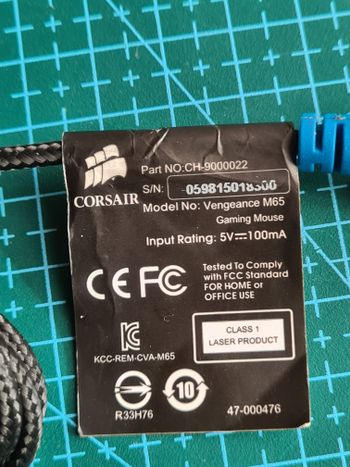 CORSAIR
Part NO:CH-9000022
S/N:
Model No: Vengeance M65
Gaming Mouse
Input Rating: 5V⎓100mA
CE FC
Tested To Comply
with FCC Standard
FOR HOME or
OFFICE USE
KCC-REM-CVA-M65
CLASS 1
LASER PRODUCT
R33H76
10
47-000476